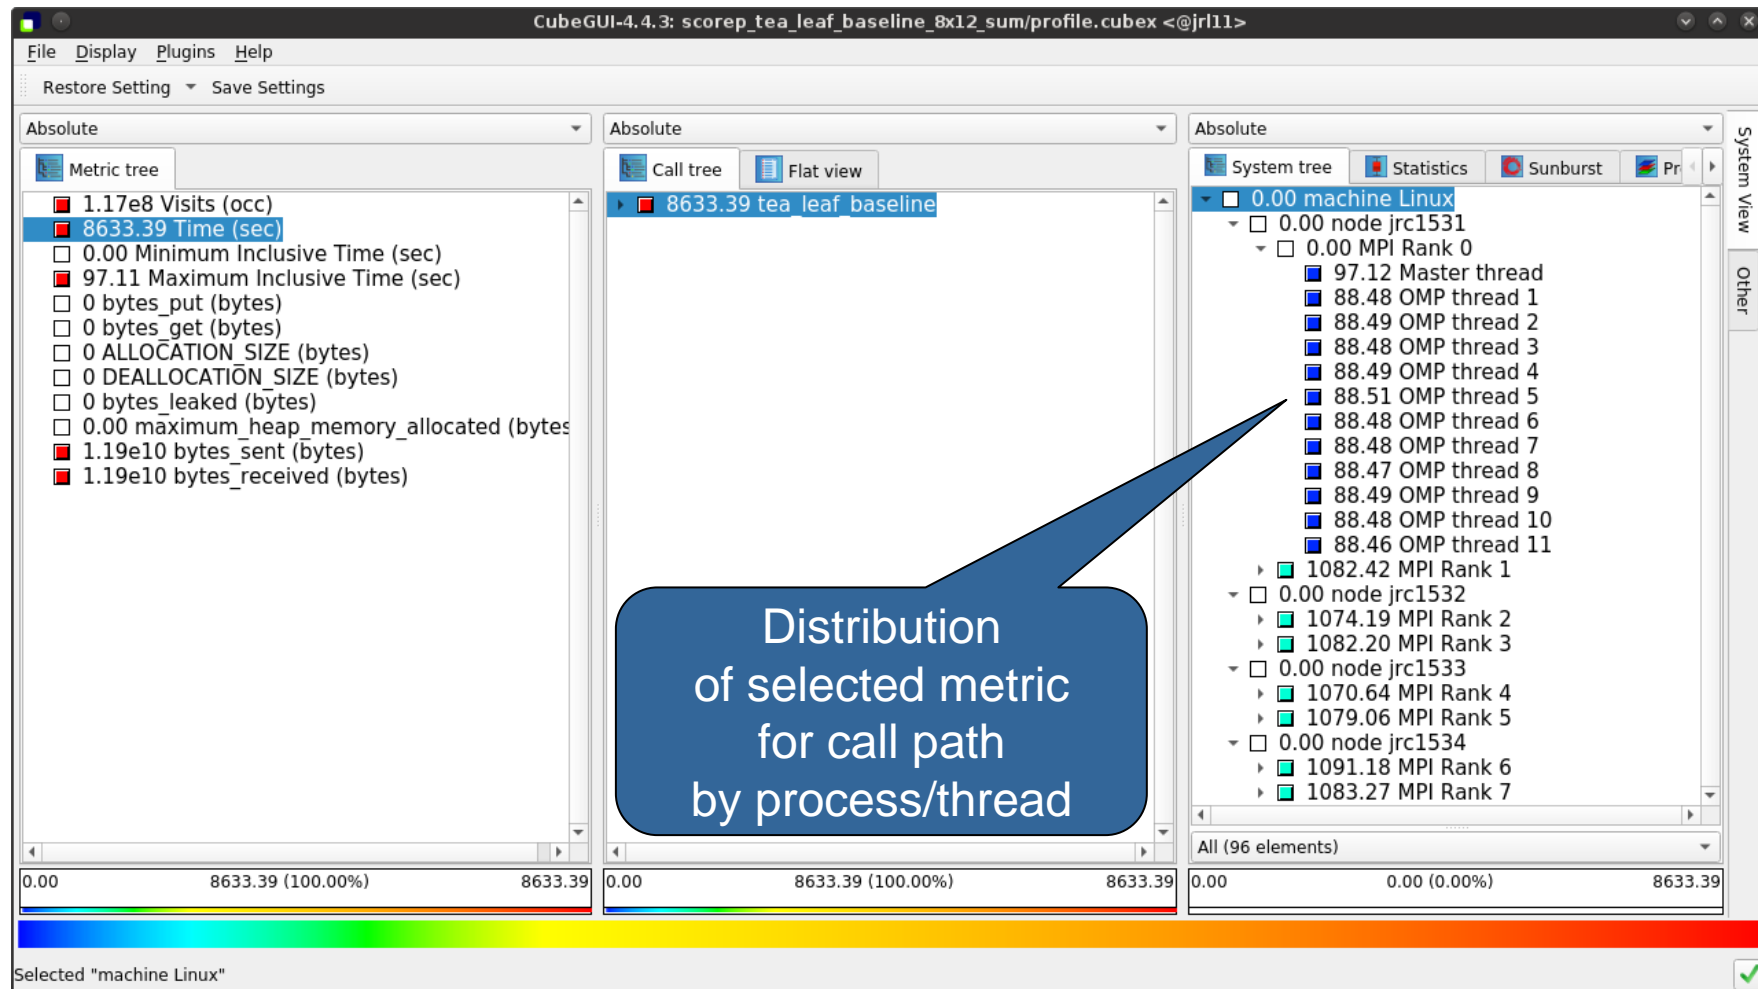 CubeGUI-4.4.3: scorep_tea_leaf_baseline_8x12_sum/profile.cubex <@jrl11>
File Display Plugins Help
Restore Setting Save Settings
Absolute
Metric tree
1.17e8 Visits (occ)
8633.39 Time (sec)
0.00 Minimum Inclusive Time (sec)
97.11 Maximum Inclusive Time (sec)
0 bytes_put (bytes)
0 bytes_get (bytes)
0 ALLOCATION_SIZE (bytes)
0 DEALLOCATION_SIZE (bytes)
0 bytes_leaked (bytes)
0.00 maximum_heap_memory_allocated (bytes
1.19e10 bytes_sent (bytes)
1.19e10 bytes_received (bytes)
0.00 8633.39 (100.00%) 8633.39
Absolute
Call tree Flat view
8633.39 tea_leaf_baseline
Distribution
of selected metric
for call path
by process/thread
0.00 8633.39 (100.00%) 8633.39
Absolute
System tree Statistics Sunburst Pr
0.00 machine Linux
0.00 node jrc1531
0.00 MPI Rank 0
97.12 Master thread
88.48 OMP thread 1
88.49 OMP thread 2
88.48 OMP thread 3
88.49 OMP thread 4
88.51 OMP thread 5
88.48 OMP thread 6
88.48 OMP thread 7
88.47 OMP thread 8
88.49 OMP thread 9
88.48 OMP thread 10
88.46 OMP thread 11
1082.42 MPI Rank 1
0.00 node jrc1532
1074.19 MPI Rank 2
1082.20 MPI Rank 3
0.00 node jrc1533
1070.64 MPI Rank 4
1079.06 MPI Rank 5
0.00 node jrc1534
1091.18 MPI Rank 6
1083.27 MPI Rank 7
All (96 elements)
0.00 0.00 (0.00%) 8633.39
System View
Other
Selected "machine Linux"